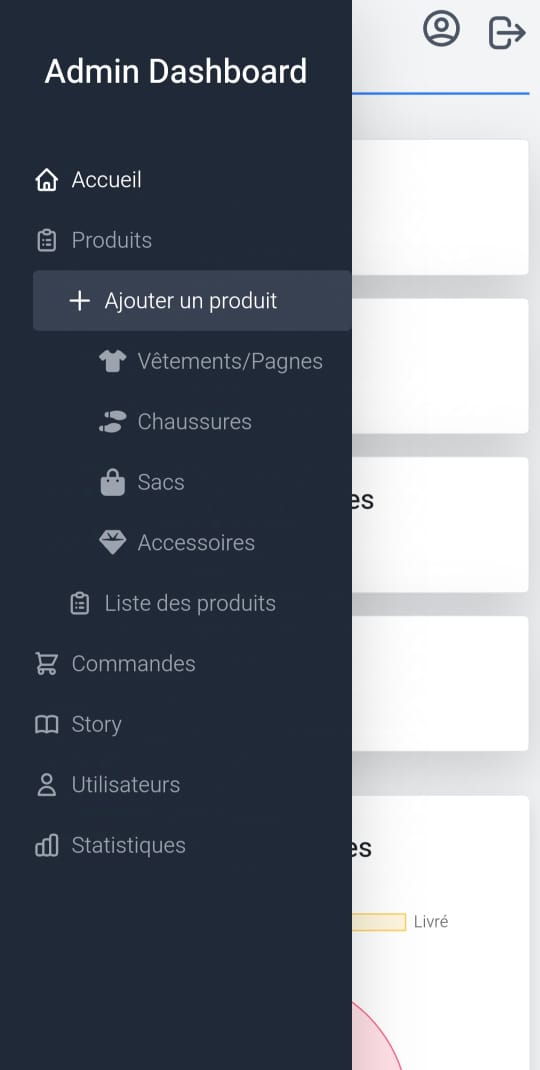 Admin Dashboard
Accueil
Produits
Ajouter un produit
Vêtements/Pagnes
Chaussures
Sacs
es
Accessoires
Liste des produits
Commandes
Story
Utilisateurs
Statistiques
es
Livré